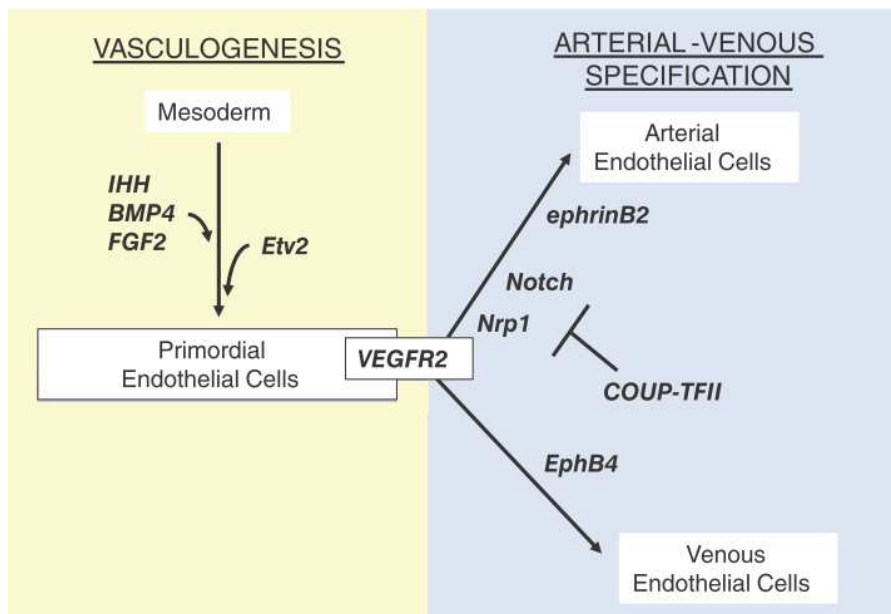 VASCULOGENESIS
Mesoderm
IHH
BMP4
FGF2
Etv2
Primordial
Endothelial Cells
VEGFR2
ARTERIAL -VENOUS
SPECIFICATION
Arterial
Endothelial Cells
ephrinB2
Notch
Nrp1
COUP-TFII
EphB4
Venous
Endothelial Cells